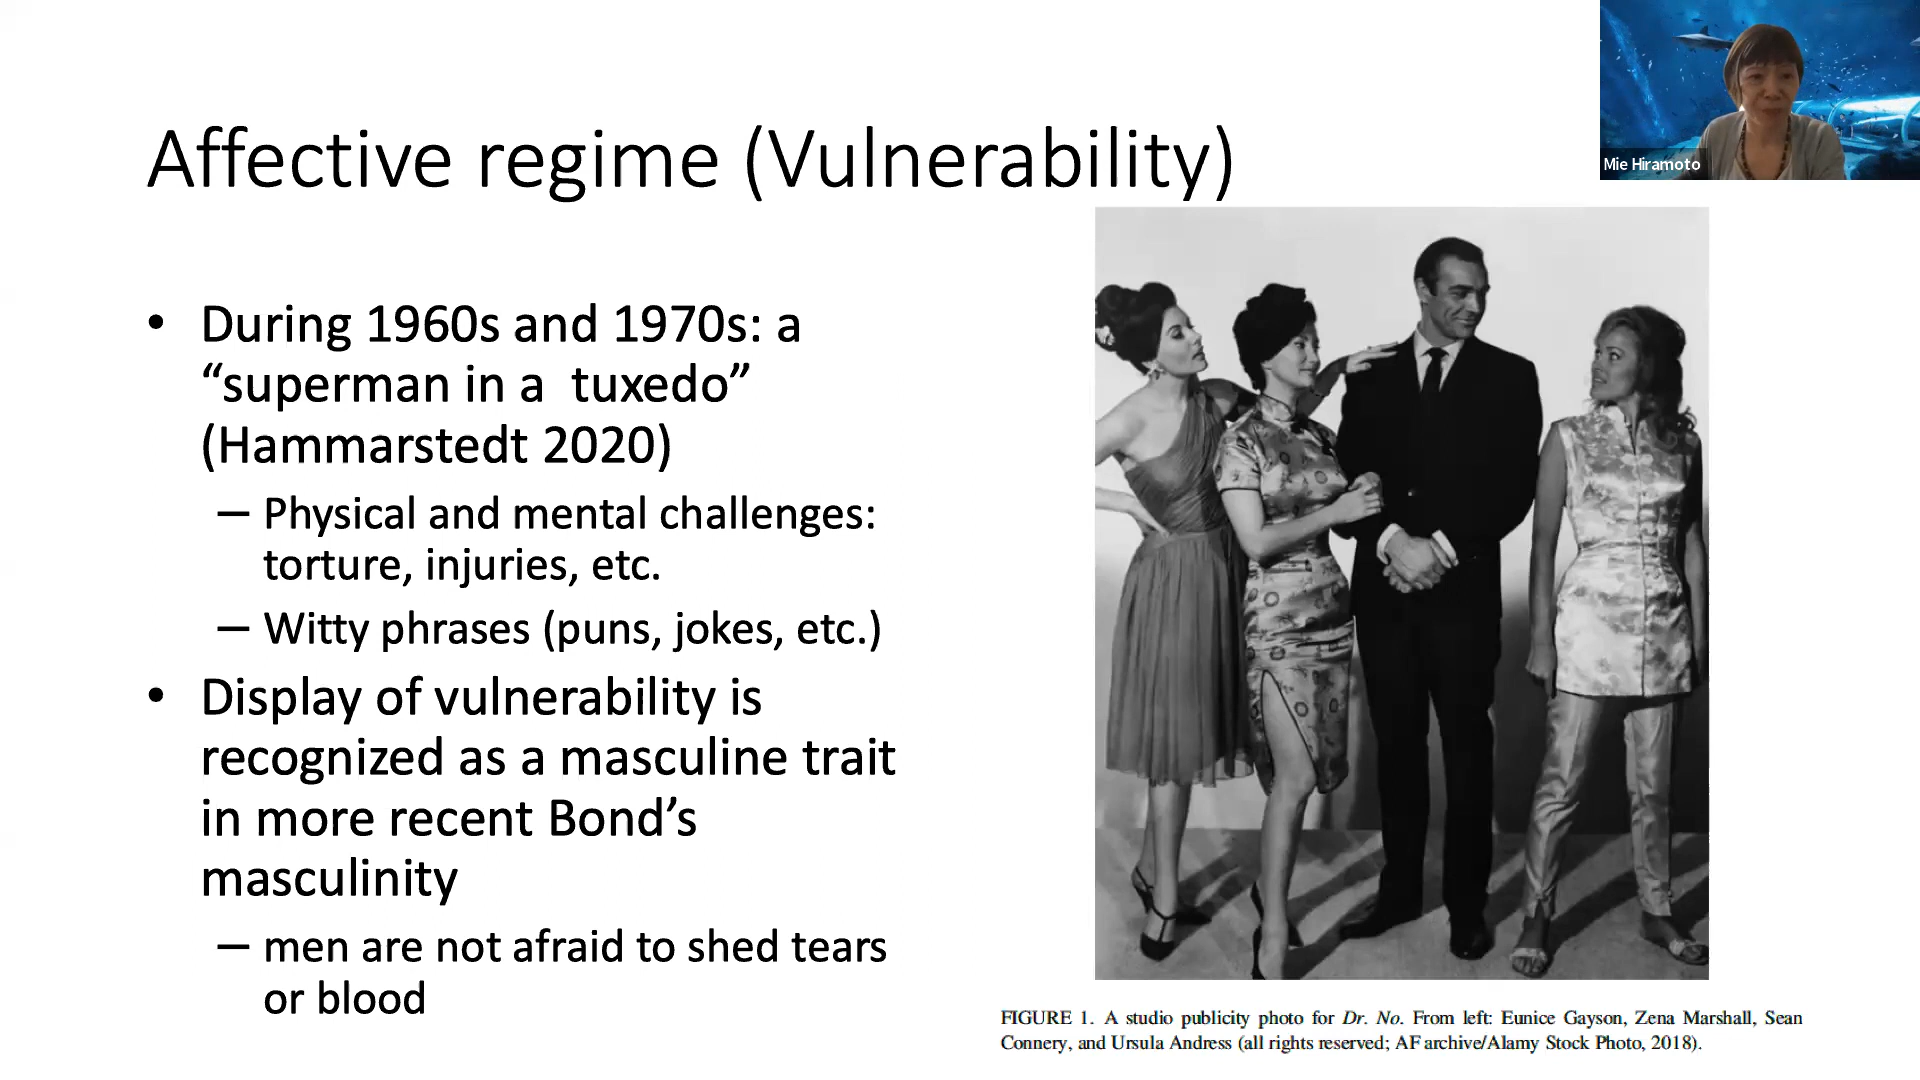 Affective regime (Vulnerability)
Mie Hiramoto
• During 1960s and 1970s: a
“superman in a  tuxedo”
(Hammarstedt 2020)
– Physical and mental challenges:
torture, injuries, etc.
– Witty phrases (puns, jokes, etc.)
• Display of vulnerability is
recognized as a masculine trait
in more recent Bond’s
masculinity
– men are not afraid to shed tears
or blood
FIGURE 1. A studio publicity photo for Dr. No. From left: Eunice Gayson, Zena Marshall, Sean
Connery, and Ursula Andress (all rights reserved; AF archive/Alamy Stock Photo, 2018).